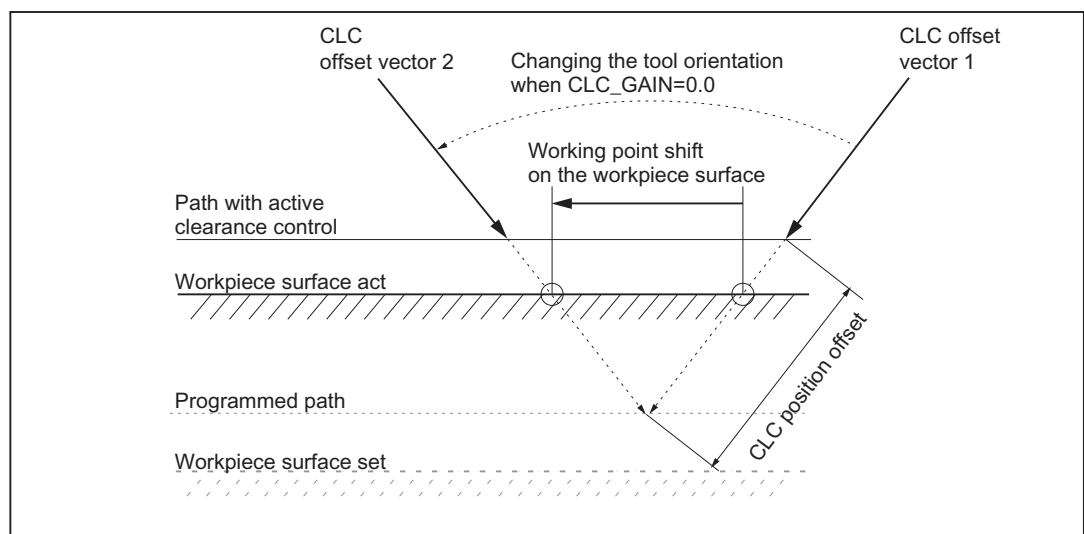 CLC
offset vector 2
Changing the tool orientation
when CLC_GAIN=0.0
CLC offset
vector 1
Working point shift
on the workpiece surface
Path with active
clearance control
Workpiece surface act
CLC position offset
Programmed path
Workpiece surface set